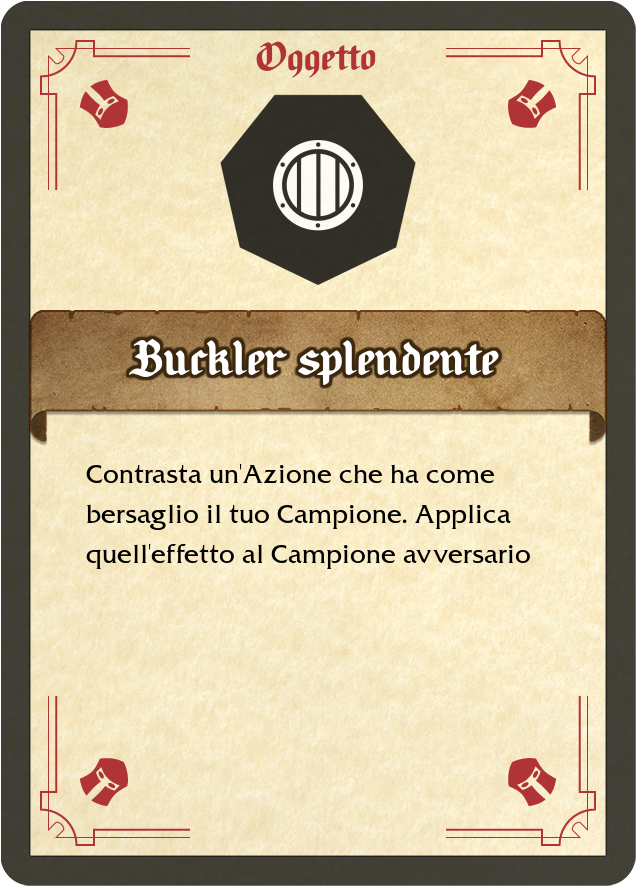 Oggetto
Buckler splendente
Contrasta un'Azione che ha come
bersaglio il tuo Campione. Applica
quell'effetto al Campione avversario